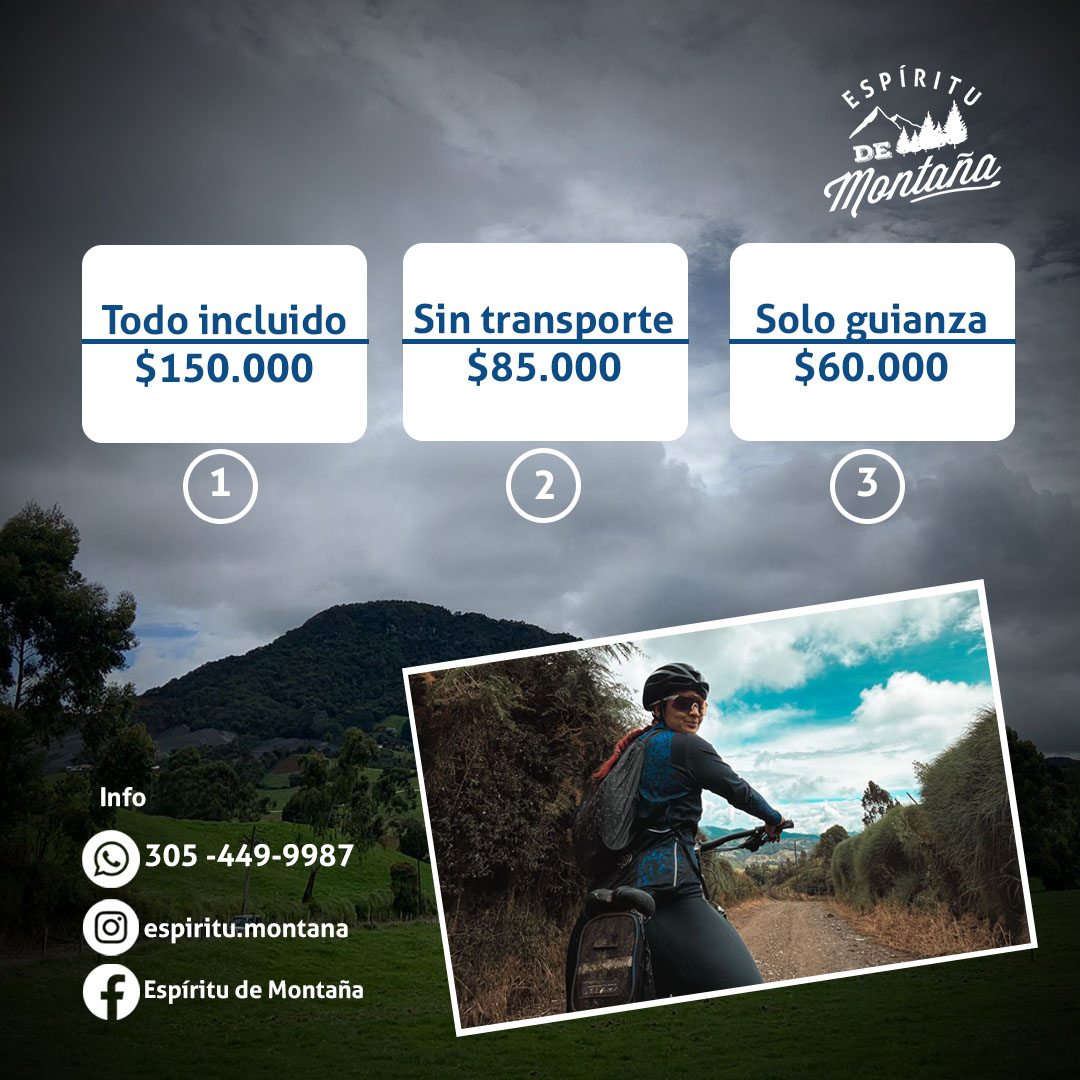 ESPÍRITU
DE
Montaña
Todo incluido
$150.000
Sin transporte
$85.000
Solo guianza
$60.000
1
2
3
Info
305 -449-9987
espiritu.montana
Espíritu de Montaña